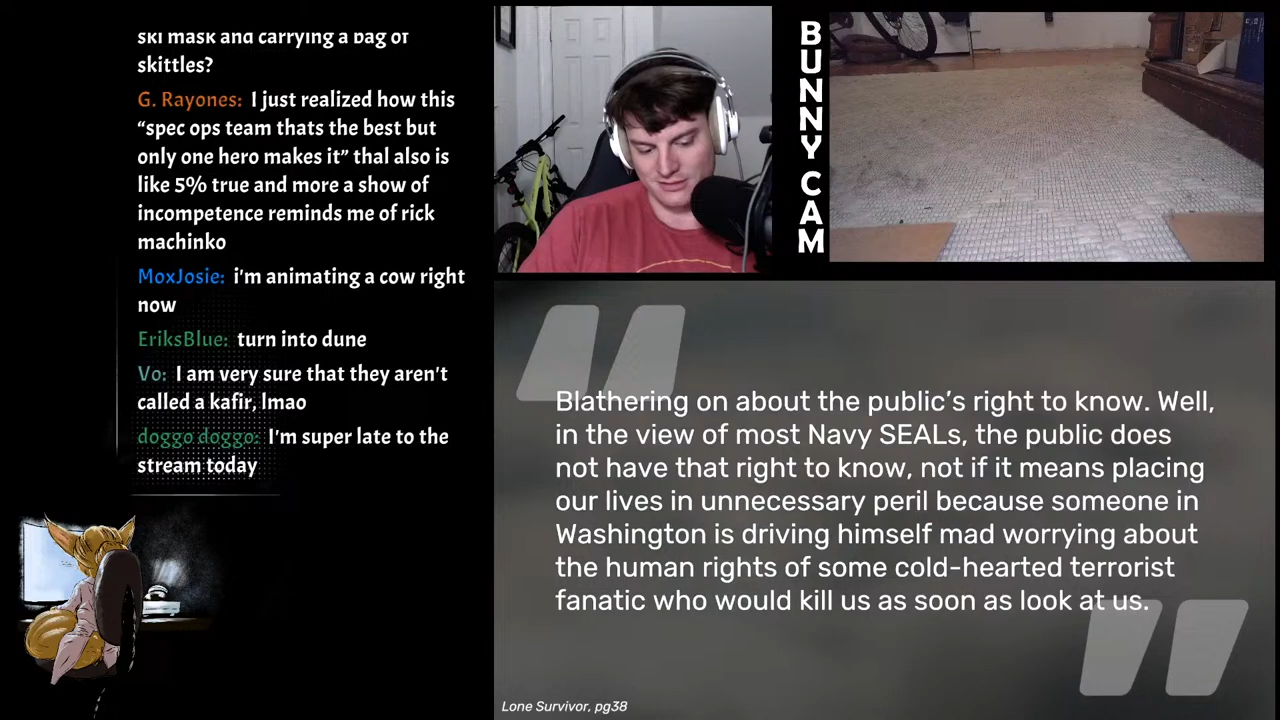 ski mask and carrying a bag of
skittles?
G. Rayones: I just realized how this
“spec ops team thats the best but
only one hero makes it” thal also is
like 5% true and more a show of
incompetence reminds me of rick
machinko
MoxJosie: i'm animating a cow right
now
EriksBlue: turn into dune
Vo: I am very sure that they aren't
called a kafir, lmao
doggo doggo: I'm super late to the
stream today
BUNNY CAM
Blathering on about the public’s right to know. Well,
in the view of most Navy SEALs, the public does
not have that right to know, not if it means placing
our lives in unnecessary peril because someone in
Washington is driving himself mad worrying about
the human rights of some cold-hearted terrorist
fanatic who would kill us as soon as look at us.
Lone Survivor, pg38